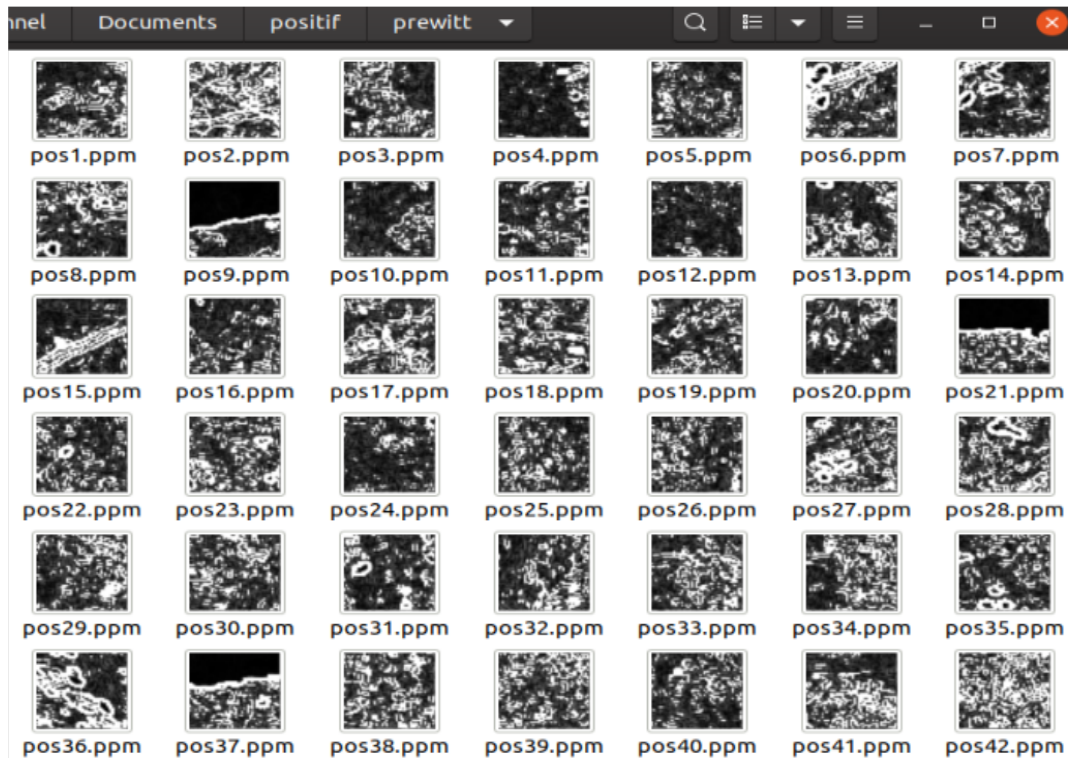 nnel Documents positif prewitt
pos1.ppm pos2.ppm pos3.ppm pos4.ppm pos5.ppm pos6.ppm pos7.ppm
pos8.ppm pos9.ppm pos10.ppm pos11.ppm pos12.ppm pos13.ppm pos14.ppm
pos15.ppm pos16.ppm pos17.ppm pos18.ppm pos19.ppm pos20.ppm pos21.ppm
pos22.ppm pos23.ppm pos24.ppm pos25.ppm pos26.ppm pos27.ppm pos28.ppm
pos29.ppm pos30.ppm pos31.ppm pos32.ppm pos33.ppm pos34.ppm pos35.ppm
pos36.ppm pos37.ppm pos38.ppm pos39.ppm pos40.ppm pos41.ppm pos42.ppm